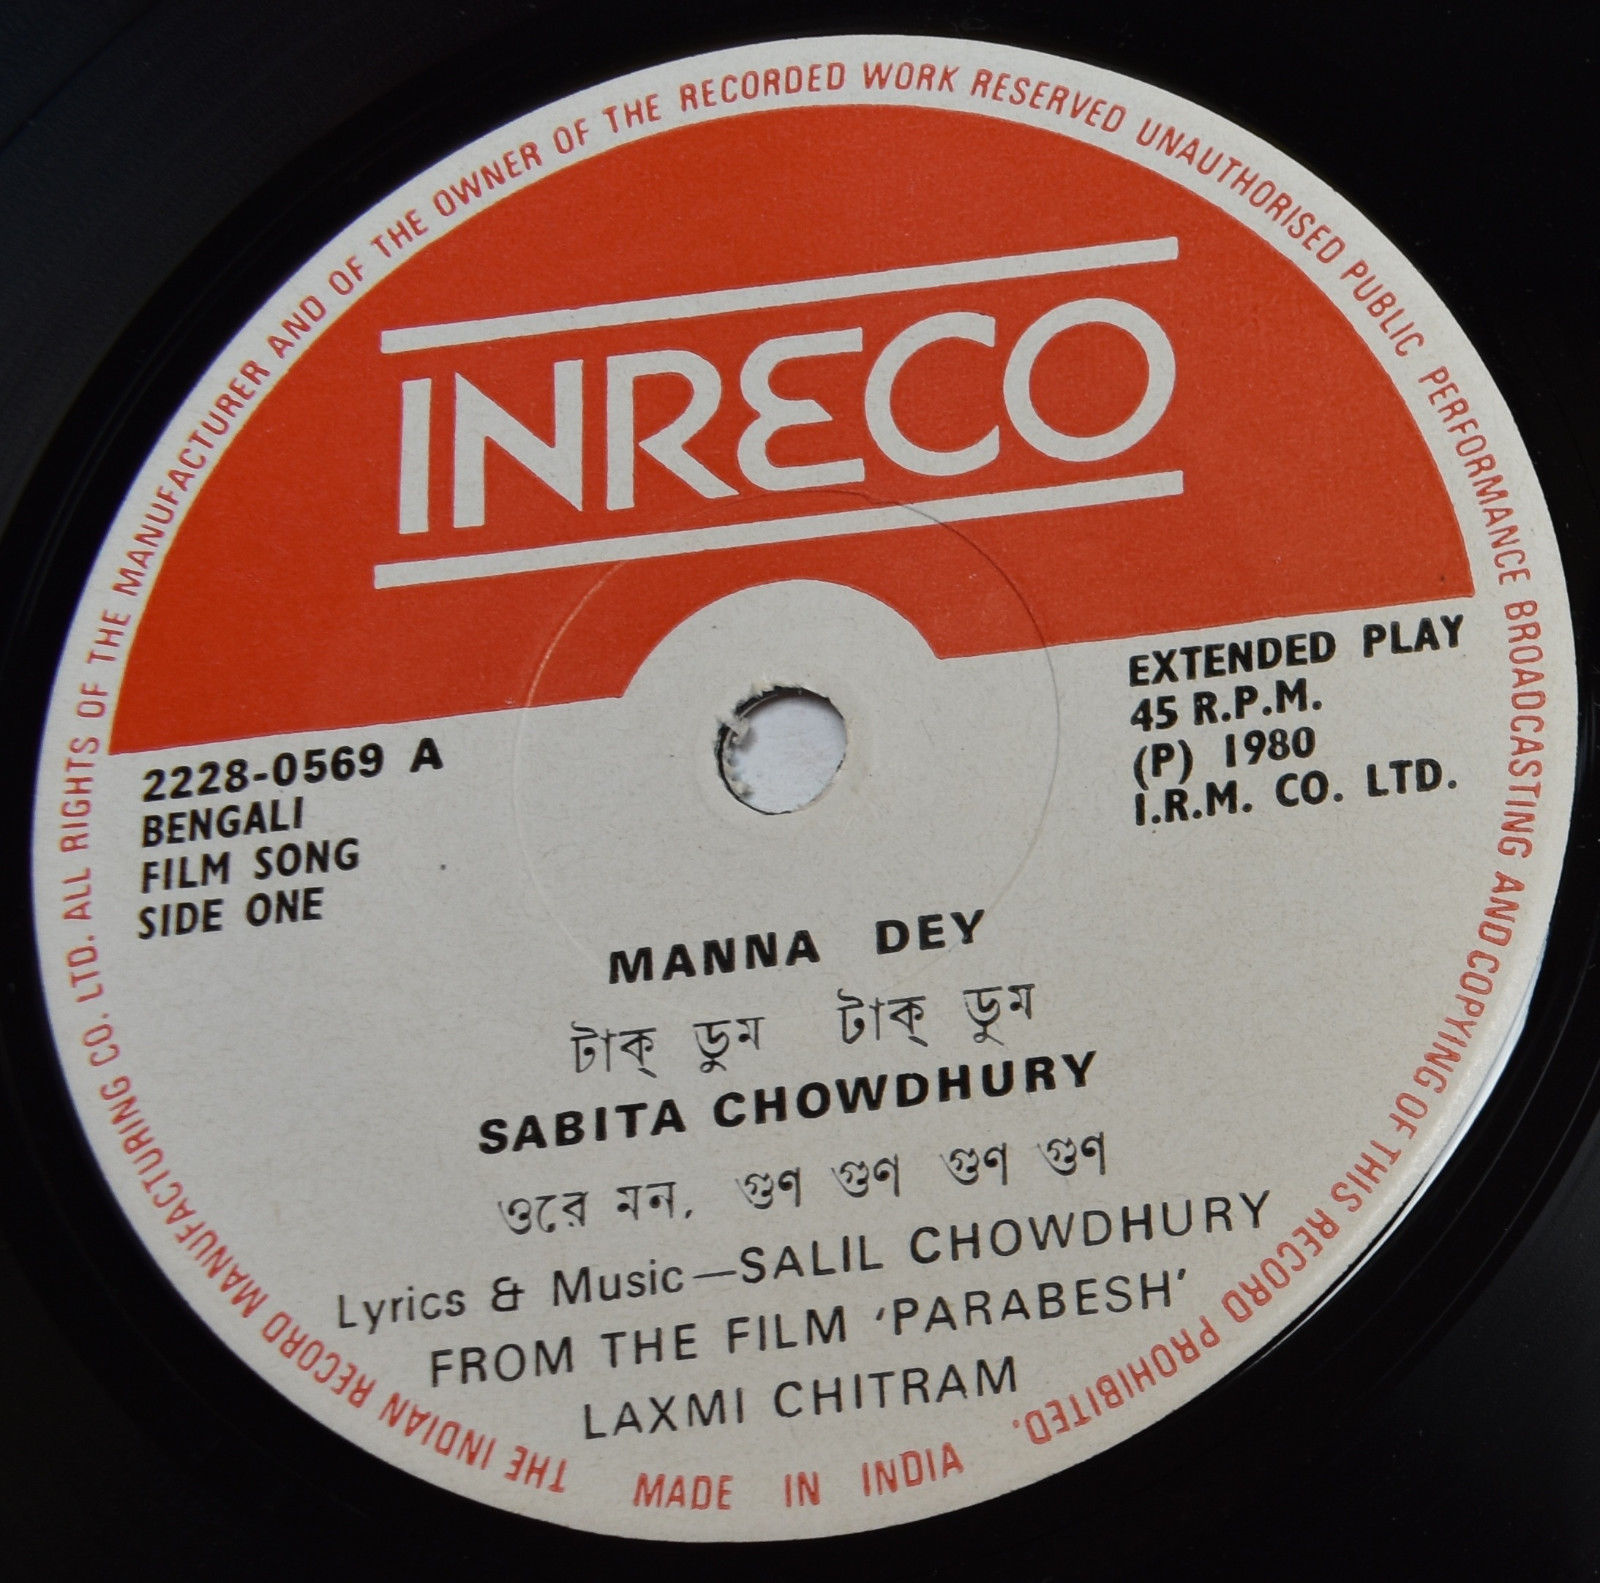 THE INDIAN RECORD MANUFACTURING CO. LTD. ALL RIGHTS OF THE MANUFACTURER AND OF THE OWNER OF THE RECORDED WORK RESERVED UNAUTHORISED PUBLIC PERFORMANCE BROADCASTING AND COPYING OF THIS RECORD PROHIBITED.
INRECO
2228-0569 A
BENGALI
FILM SONG
SIDE ONE
EXTENDED PLAY
45 R.P.M.
(P) 1980
I.R.M. CO. LTD.
MANNA DEY
টাক্ ডুম টাক্ ডুম
SABITA CHOWDHURY
ওরে মন, গুণ গুণ গুণ গুণ
Lyrics & Music—SALIL CHOWDHURY
FROM THE FILM ‘PARABESH’
LAXMI CHITRAM
MADE IN INDIA